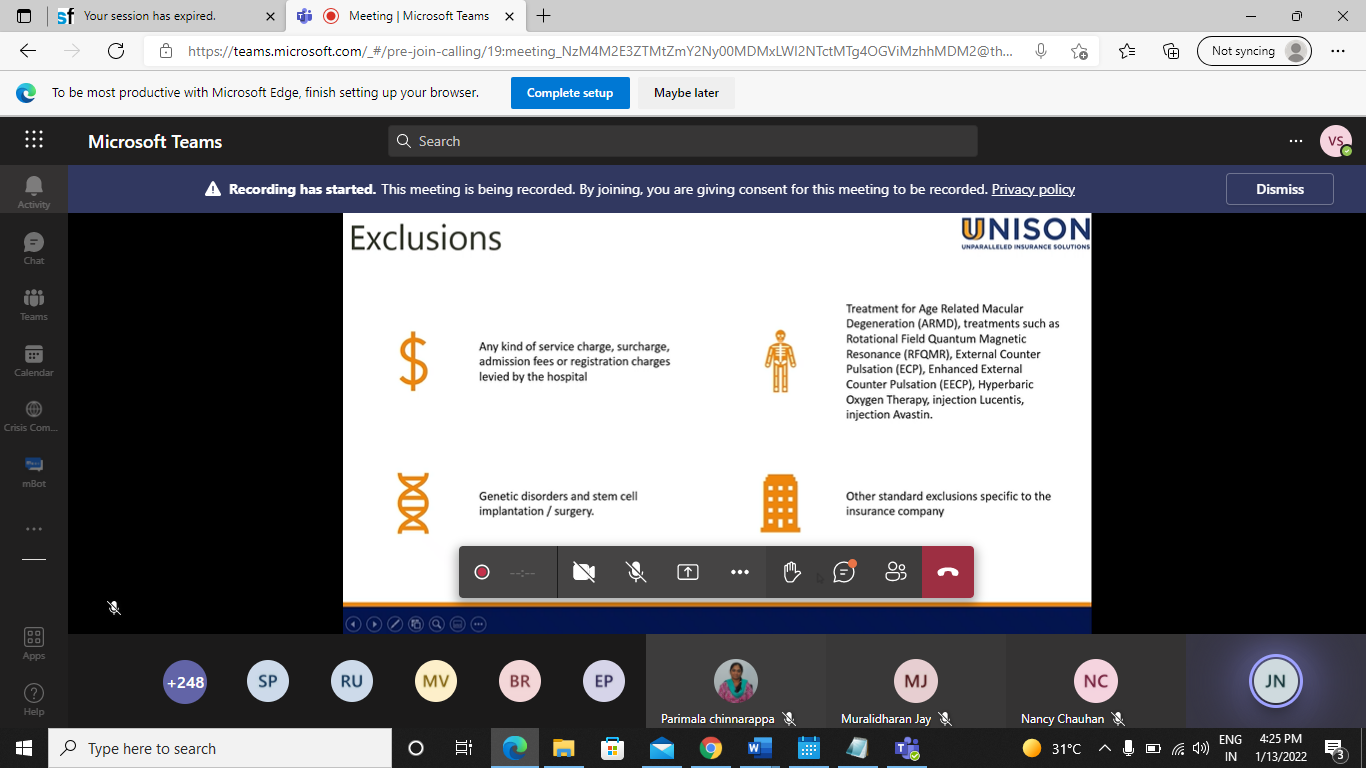 Your session has expired.
Meeting | Microsoft Teams
https://teams.microsoft.com/_#/pre-join-calling/19:meeting_NzM4M2E3ZTMtZmY2Ny00MDMxLWI2NTctMTg4OGViMzhhMDM2@th...
Not syncing
To be most productive with Microsoft Edge, finish setting up your browser.
Complete setup
Maybe later
Microsoft Teams
Search
VS
Recording has started. This meeting is being recorded. By joining, you are giving consent for this meeting to be recorded. Privacy policy
Dismiss
Activity
Chat
Teams
Calendar
Crisis Com...
mBot
Apps
Help
Exclusions
UNISON
UNPARALLELED INSURANCE SOLUTIONS
Any kind of service charge, surcharge,
admission fees or registration charges
levied by the hospital
Treatment for Age Related Macular
Degeneration (ARMD), treatments such as
Rotational Field Quantum Magnetic
Resonance (RFQMR), External Counter
Pulsation (ECP), Enhanced External
Counter Pulsation (EECP), Hyperbaric
Oxygen Therapy, injection Lucentis,
injection Avastin.
Genetic disorders and stem cell
implantation / surgery.
Other standard exclusions specific to the
insurance company
--:--
+248
SP
RU
MV
BR
EP
Parimala chinnarappa
MJ
Muralidharan Jay
NC
Nancy Chauhan
JN
Type here to search
31°C
ENG
IN
4:25 PM
1/13/2022
3